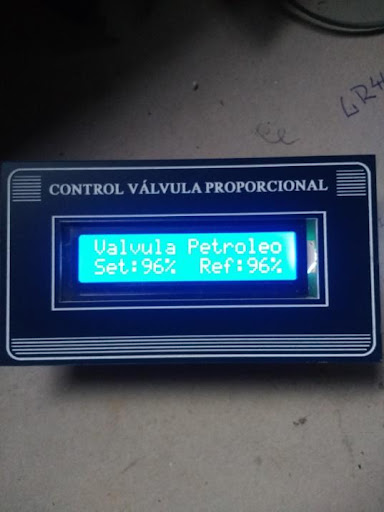 CONTROL VÁLVULA PROPORCIONAL
Valvula Petroleo
Set:96% Ref:96%